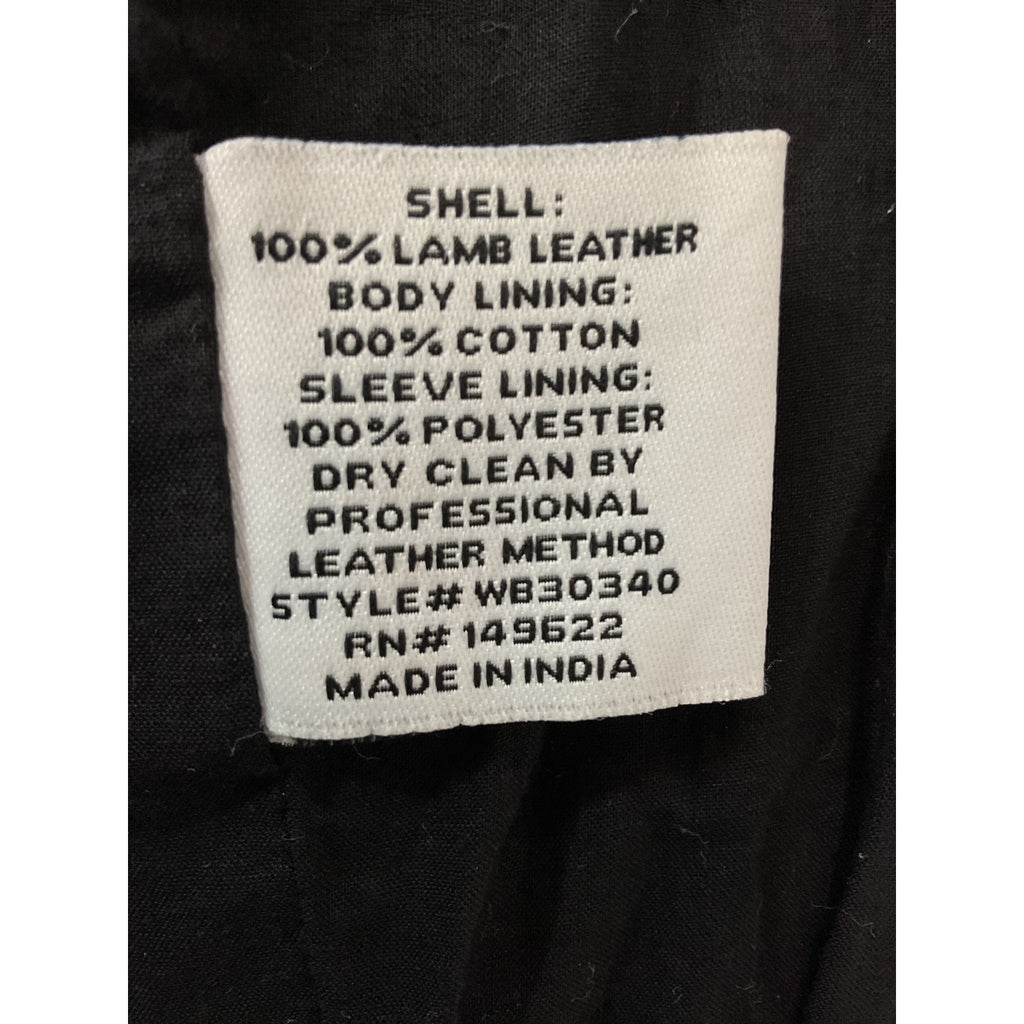 SHELL:
100% LAMB LEATHER
BODY LINING:
100% COTTON
SLEEVE LINING:
100% POLYESTER
DRY CLEAN BY
PROFESSIONAL
LEATHER METHOD
STYLE# WB30340
RN# 149622
MADE IN INDIA